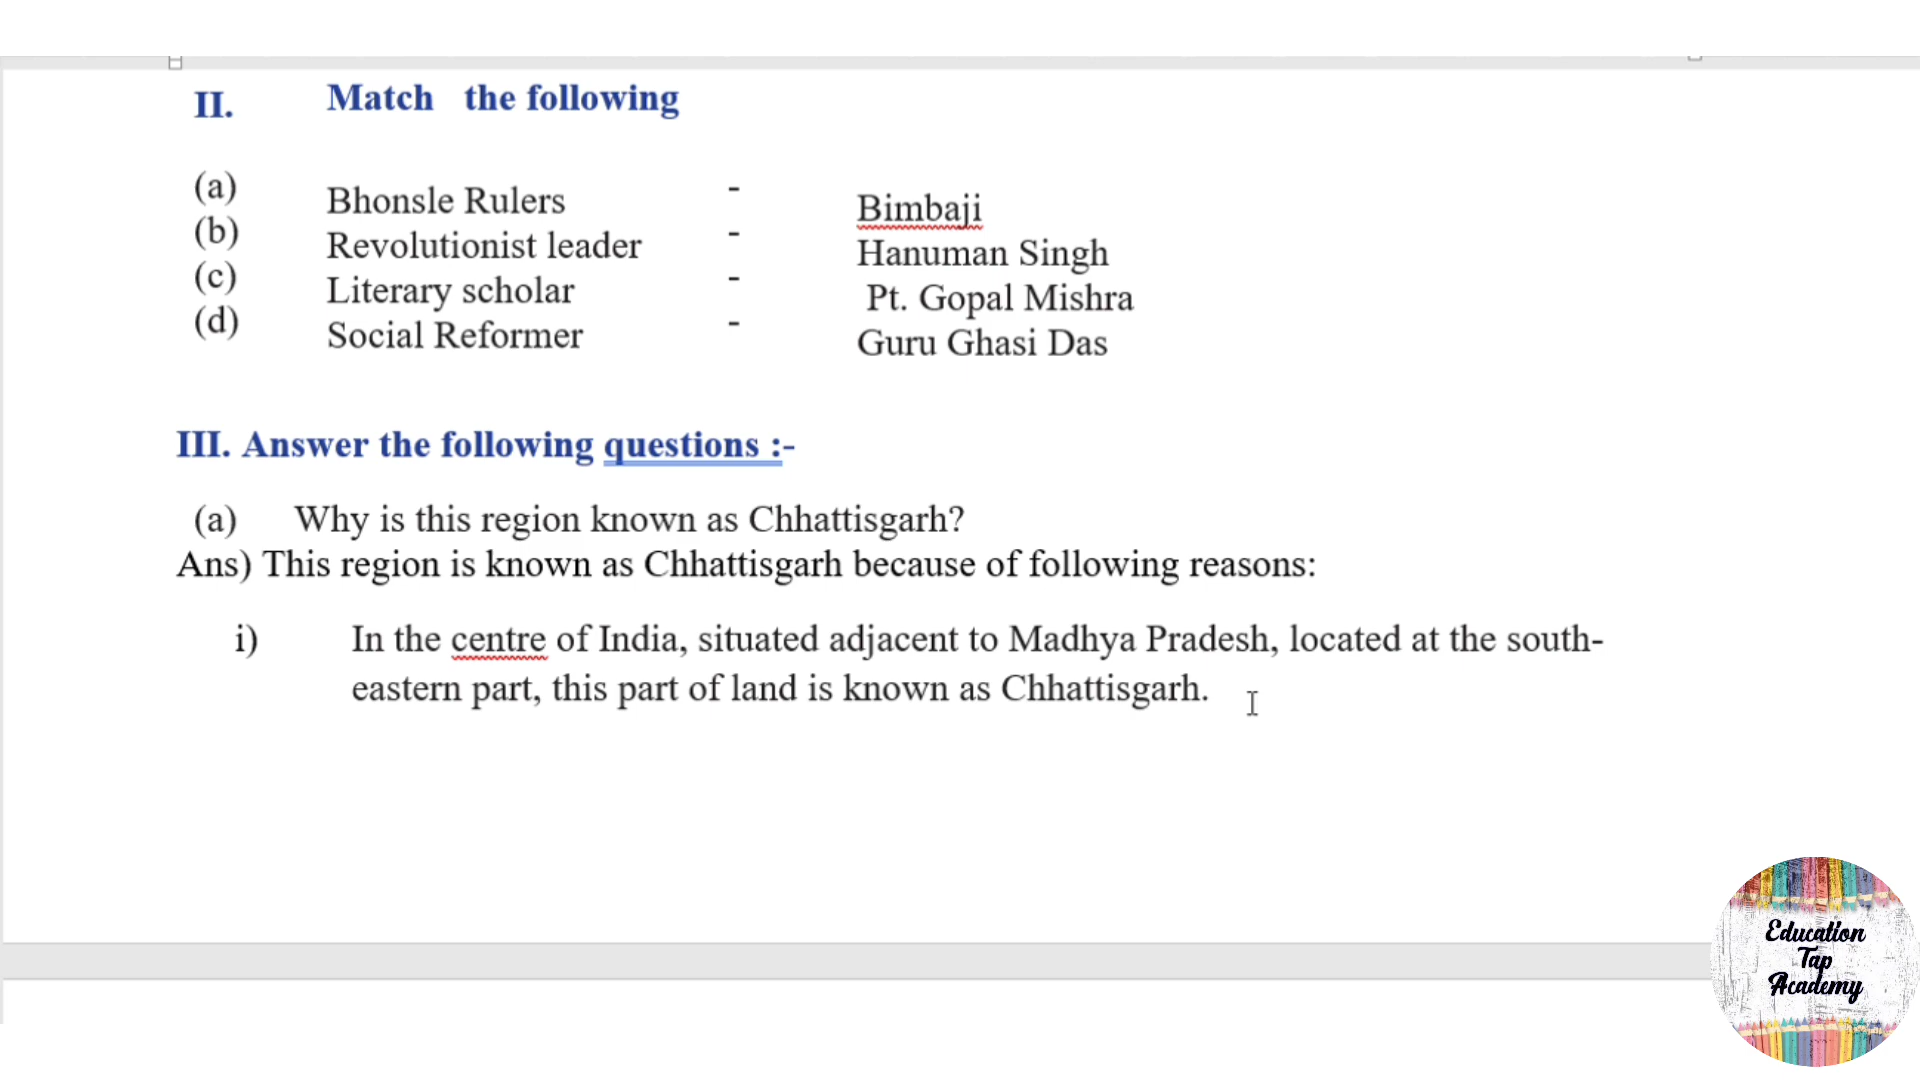 II. Match the following
(a) Bhonsle Rulers - Bimbaji
(b) Revolutionist leader - Hanuman Singh
(c) Literary scholar - Pt. Gopal Mishra
(d) Social Reformer - Guru Ghasi Das
III. Answer the following questions :-
(a) Why is this region known as Chhattisgarh?
Ans) This region is known as Chhattisgarh because of following reasons:
i) In the centre of India, situated adjacent to Madhya Pradesh, located at the south-
eastern part, this part of land is known as Chhattisgarh.
Education
Tap
Academy